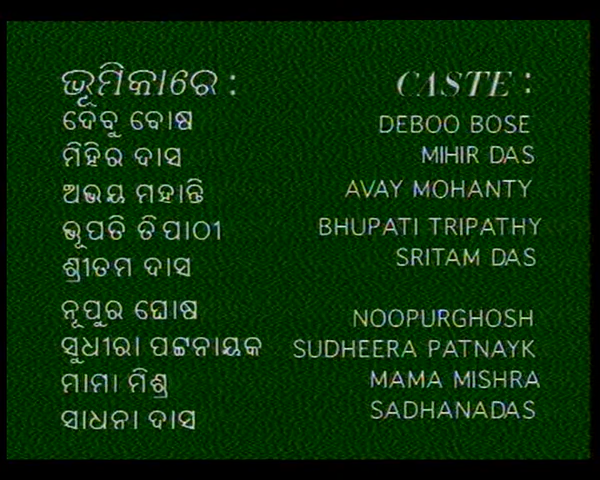 ଭୂମିକାରେ : CASTE :
ଦେବୁ ବୋଷ DEBOO BOSE
ମିହିର ଦାସ MIHIR DAS
ଅଭୟ ମହାନ୍ତି AVAY MOHANTY
ଭୂପତି ତ୍ରିପାଠୀ BHUPATI TRIPATHY
ଶ୍ରୀତମ ଦାସ SRITAM DAS
ନୂପୁର ଘୋଷ NOOPURGHOSH
ସୁଧୀରା ପଟ୍ଟନାୟକ SUDHEERA PATNAYK
ମାମା ମିଶ୍ର MAMA MISHRA
ସାଧନା ଦାସ SADHANADAS